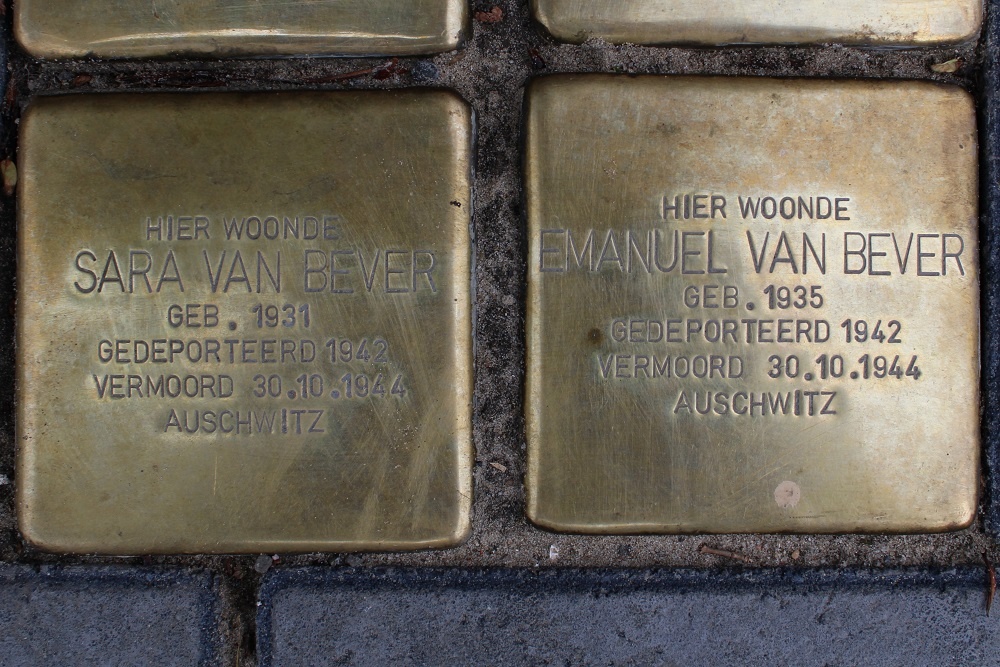 HIER WOONDE
SARA VAN BEVER
GEB. 1931
GEDEPORTEERD 1942
VERMOORD 30.10.1944
AUSCHWITZ
HIER WOONDE
EMANUEL VAN BEVER
GEB. 1935
GEDEPORTEERD 1942
VERMOORD 30.10.1944
AUSCHWITZ